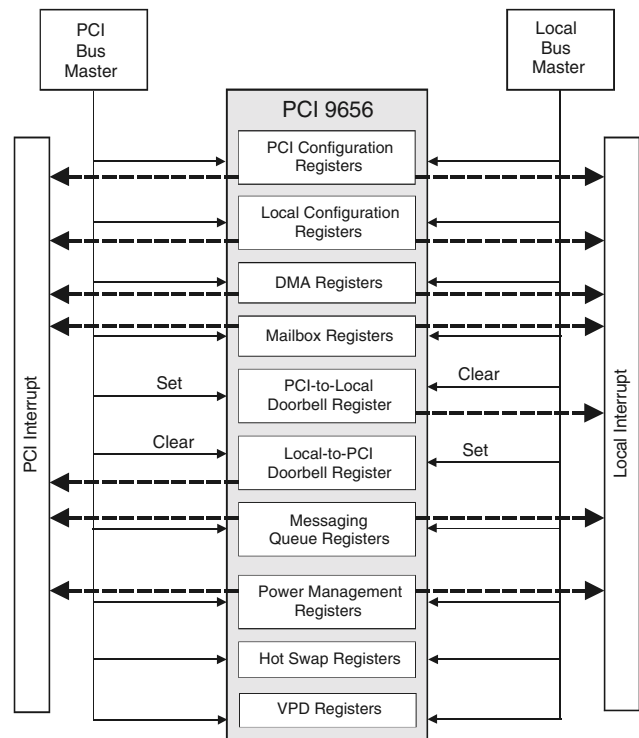 PCI
Bus
Master
Local
Bus
Master
PCI 9656
PCI Configuration
Registers
Local Configuration
Registers
DMA Registers
Mailbox Registers
Set
PCI-to-Local
Doorbell Register
Clear
Clear
Local-to-PCI
Doorbell Register
Set
Messaging
Queue Registers
Power Management
Registers
Hot Swap Registers
VPD Registers
PCI Interrupt
Local Interrupt